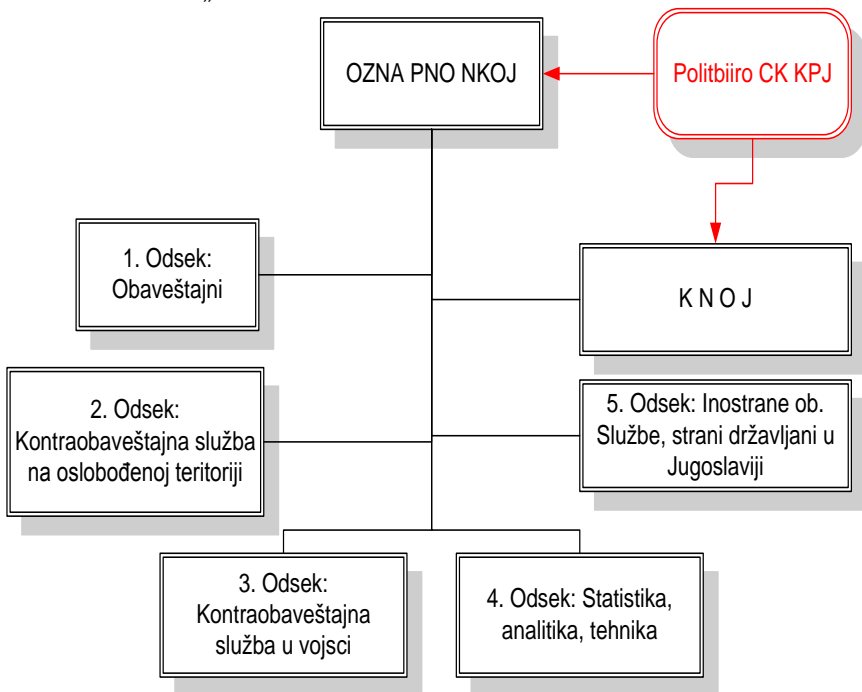 „
OZNA PNO NKOJ
Politbiiro CK KPJ
1. Odsek:
Obaveštajni
K N O J
2. Odsek:
Kontraobaveštajna služba
na oslobođenoj teritoriji
5. Odsek: Inostrane ob.
Službe, strani državljani u
Jugoslaviji
3. Odsek:
Kontraobaveštajna
služba u vojsci
4. Odsek: Statistika,
analitika, tehnika